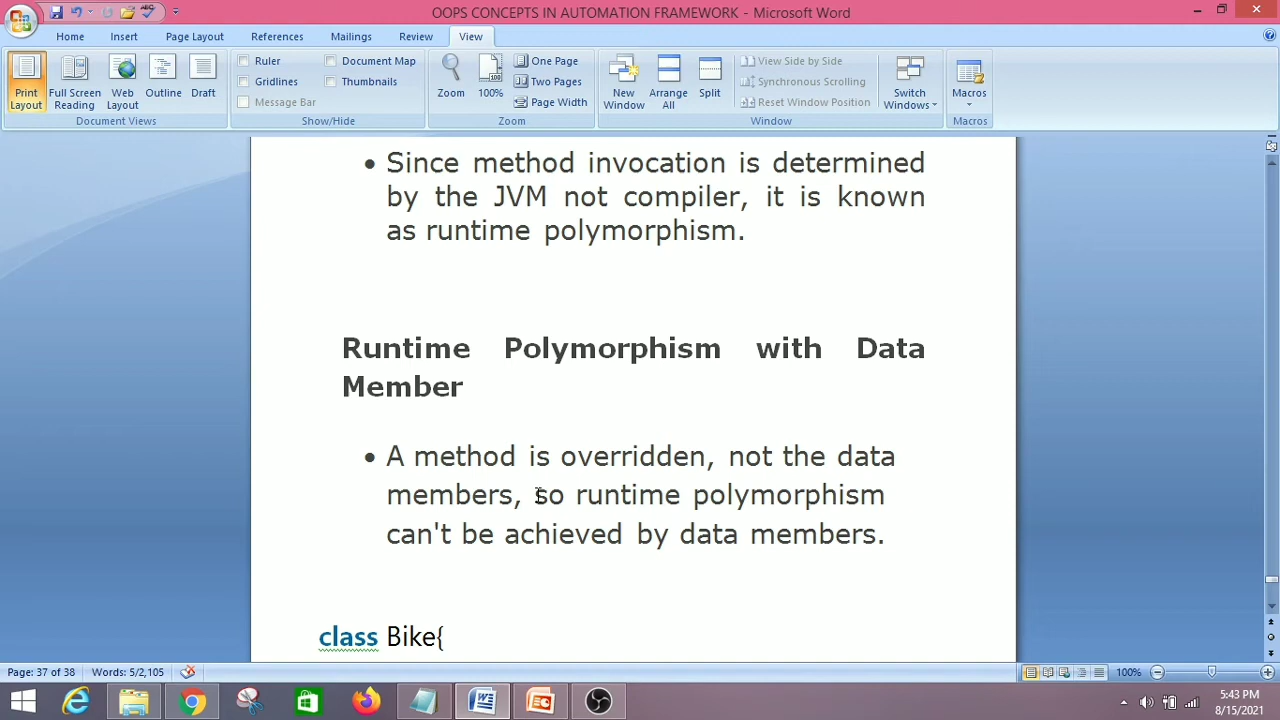 OOPS CONCEPTS IN AUTOMATION FRAMEWORK - Microsoft Word
Home Insert Page Layout References Mailings Review View
Print Layout
Full Screen Reading
Web Layout
Outline
Draft
Document Views
Ruler
Gridlines
Message Bar
Document Map
Thumbnails
Show/Hide
Zoom
100%
One Page
Two Pages
Page Width
Zoom
New Window
Arrange All
Split
View Side by Side
Synchronous Scrolling
Reset Window Position
Window
Switch Windows
Macros
Macros
• Since method invocation is determined
by the JVM not compiler, it is known
as runtime polymorphism.
Runtime Polymorphism with Data
Member
• A method is overridden, not the data
members, so runtime polymorphism
can't be achieved by data members.
class Bike{
Page: 37 of 38 Words: 5/2,105 100%
5:43 PM
8/15/2021